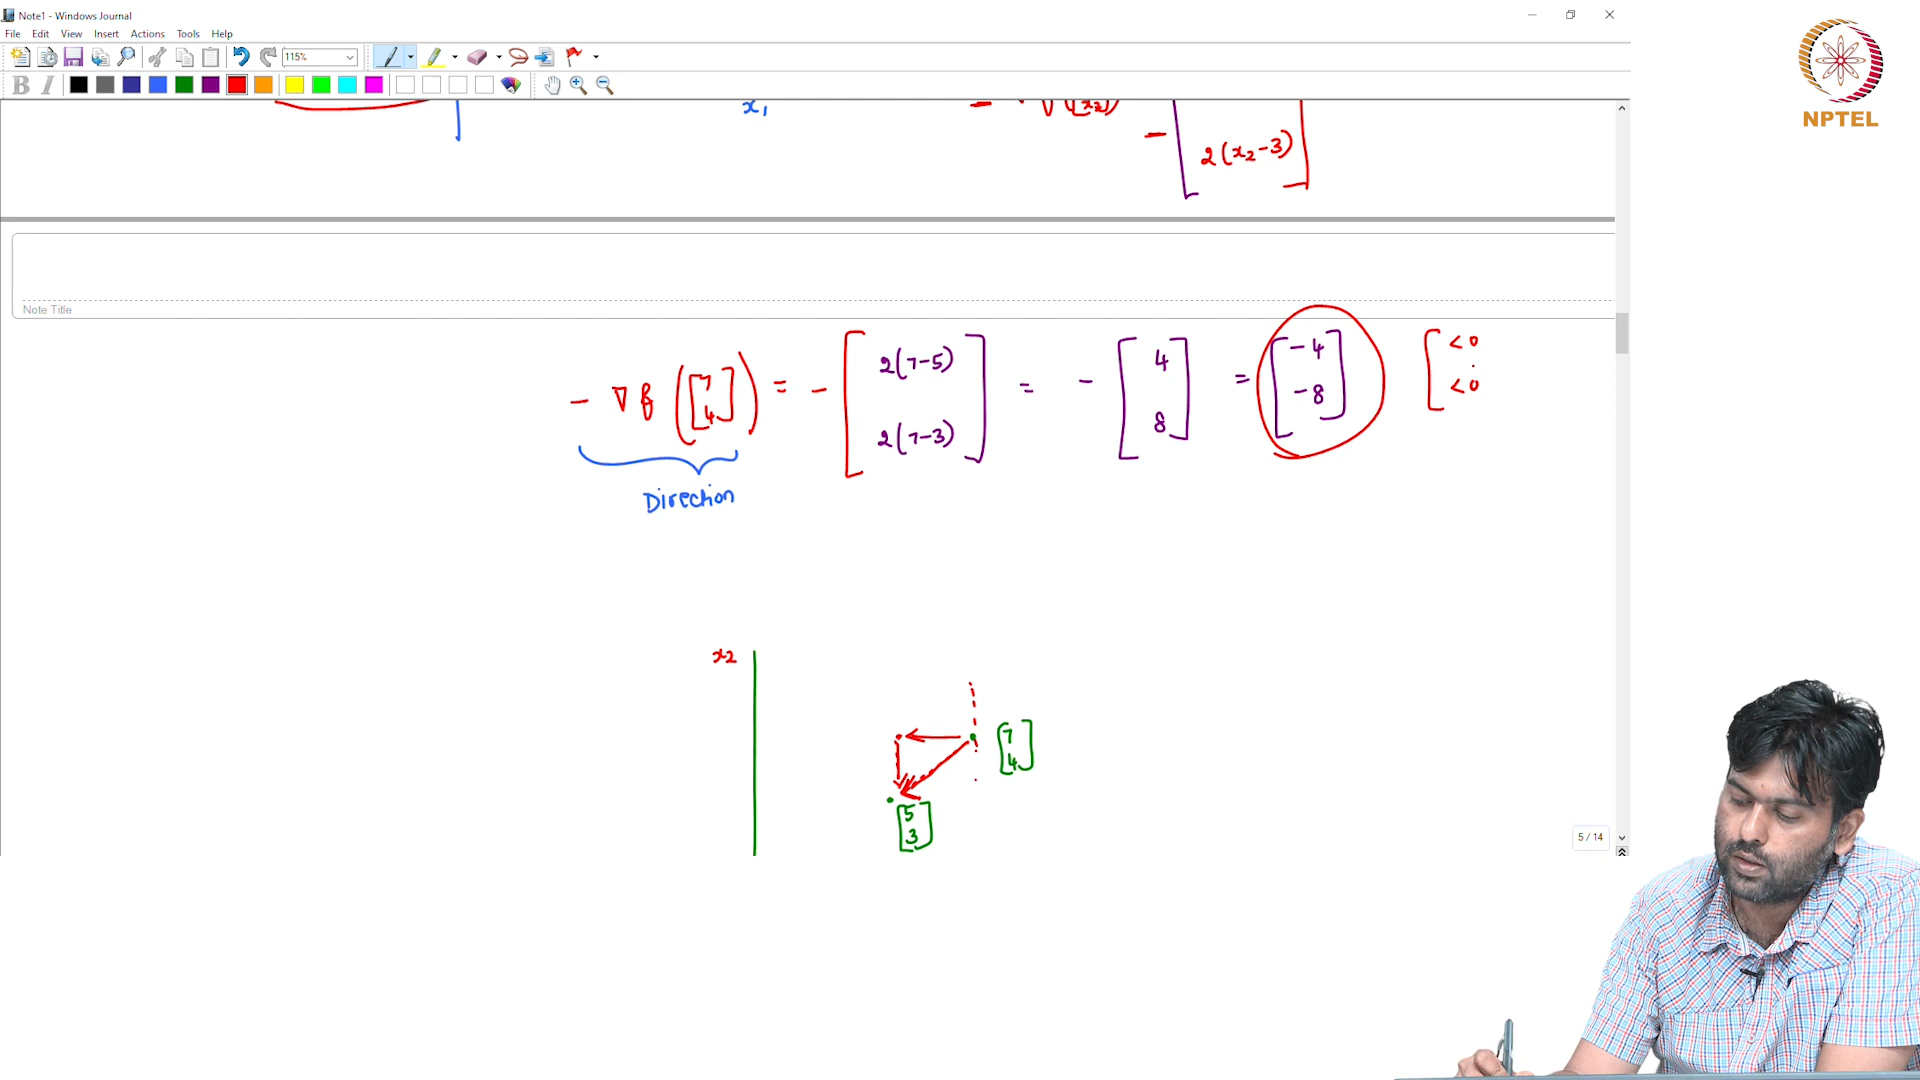 Note1 - Windows Journal
File Edit View Insert Actions Tools Help
115%
B I
NPTEL
x₁
- ∇ ([x₂])
- [ 2(x₂-3) ]
Note Title
- ∇f ([7 4]) = - [2(7-5) 2(7-3)] = - [4 8] = [-4 -8] [<0 <0
Direction
x₂
[7 4]
[5 3]
5 / 14